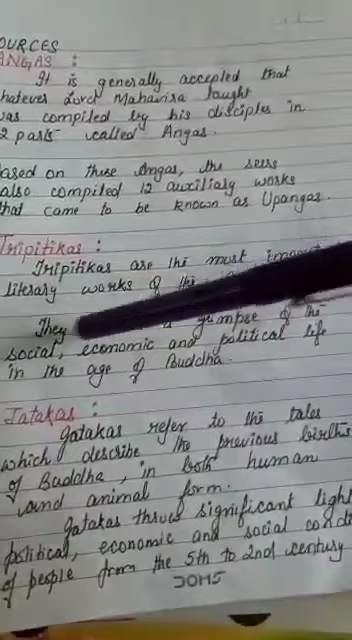 OURCES
ANGAS :
It is generally accepted that
hatever Lord Mahavira taught
as compiled by his disciples in
2 parts called Angas.
ased on these Angas, the seers
also compiled 12 auxiliary works
that came to be known as Upangas.
Tripitikas :
Tripitikas are the most
literary works of the
They a glimpse of the
social, economic and political life
in the age of Buddha.
Jatakas :
Jatakas refer to the tales
which describe the previous births
of Buddha, in both human
and animal form.
Jatakas throws significant light
political, economic and social cond
of people from the 5th to 2nd century
JOMS